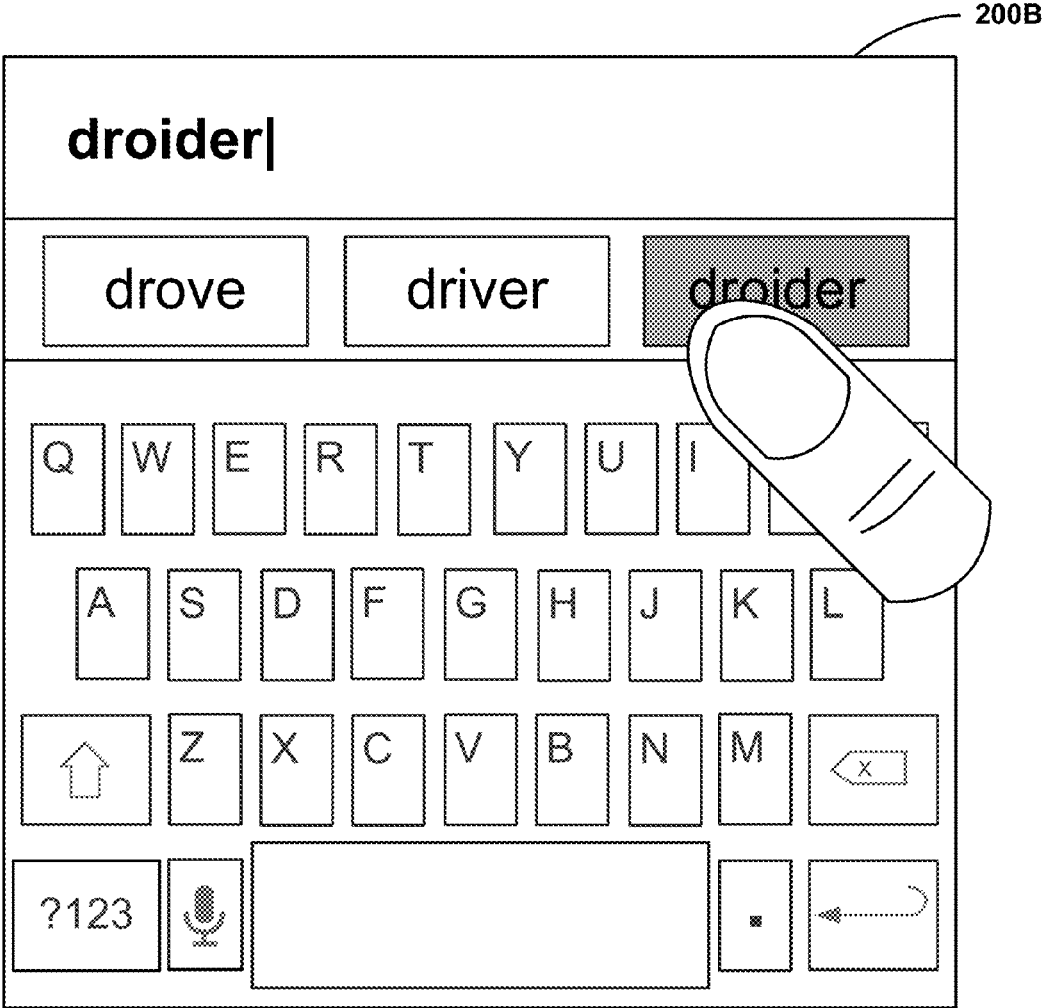 200B
droider
drove driver droider
Q W E R T Y U I
A S D F G H J K L
Z X C V B N M x
?123 .